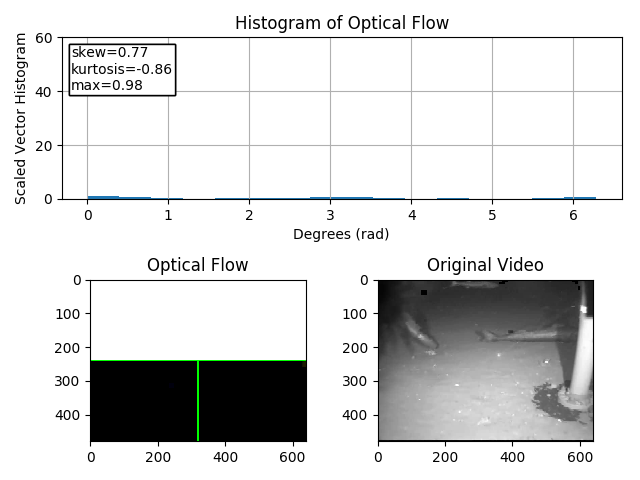 Histogram of Optical Flow
60
40
20
0
Scaled Vector Histogram
skew=0.77
kurtosis=-0.86
max=0.98
0 1 2 3 4 5 6
Degrees (rad)
Optical Flow
0
100
200
300
400
0 200 400 600
Original Video
0
100
200
300
400
0 200 400 600